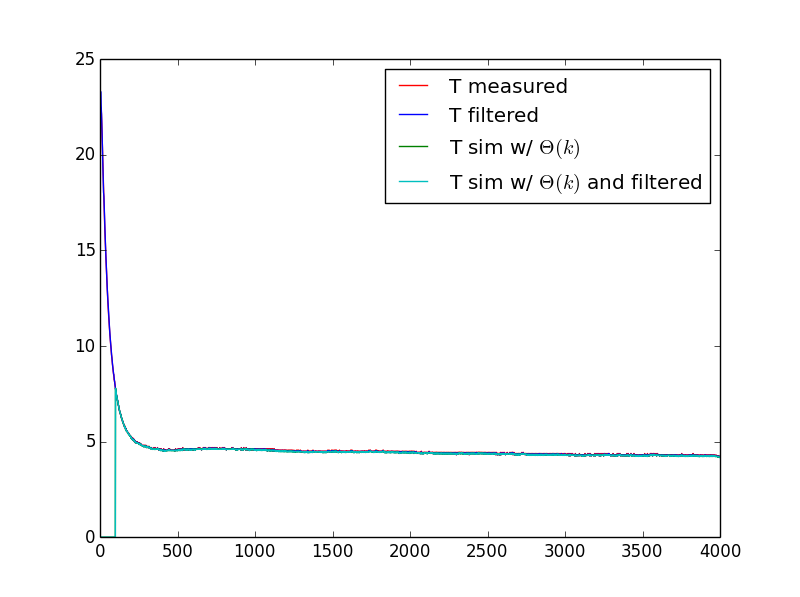 25
20
15
10
5
0
T measured
T filtered
T sim w/ Θ(k)
T sim w/ Θ(k) and filtered
0 500 1000 1500 2000 2500 3000 3500 4000